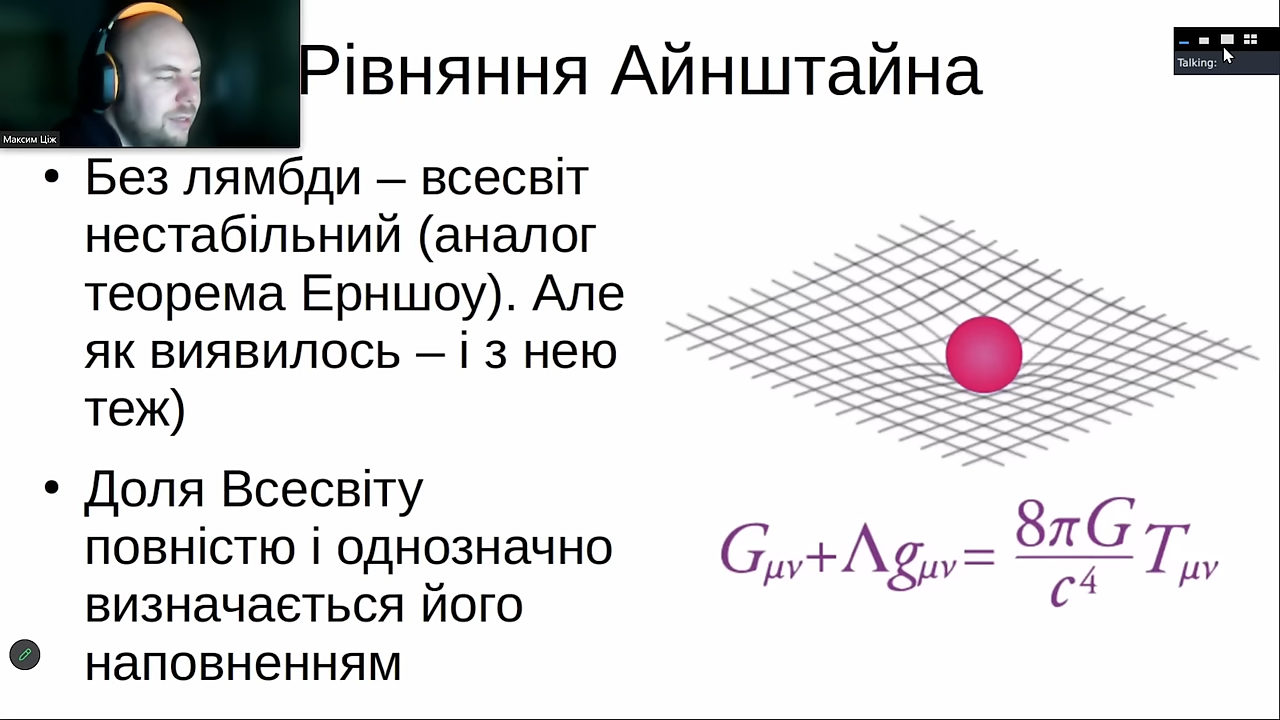 Рівняння Айнштайна
Talking:
Максим Ціж
• Без лямбди – всесвіт
нестабільний (аналог
теорема Ерншоу). Але
як виявилось – і з нею
теж)
• Доля Всесвіту
повністю і однозначно
визначається його
наповненням
G_{μν}+Λg_{μν}=\frac{8πG}{c^4}T_{μν}